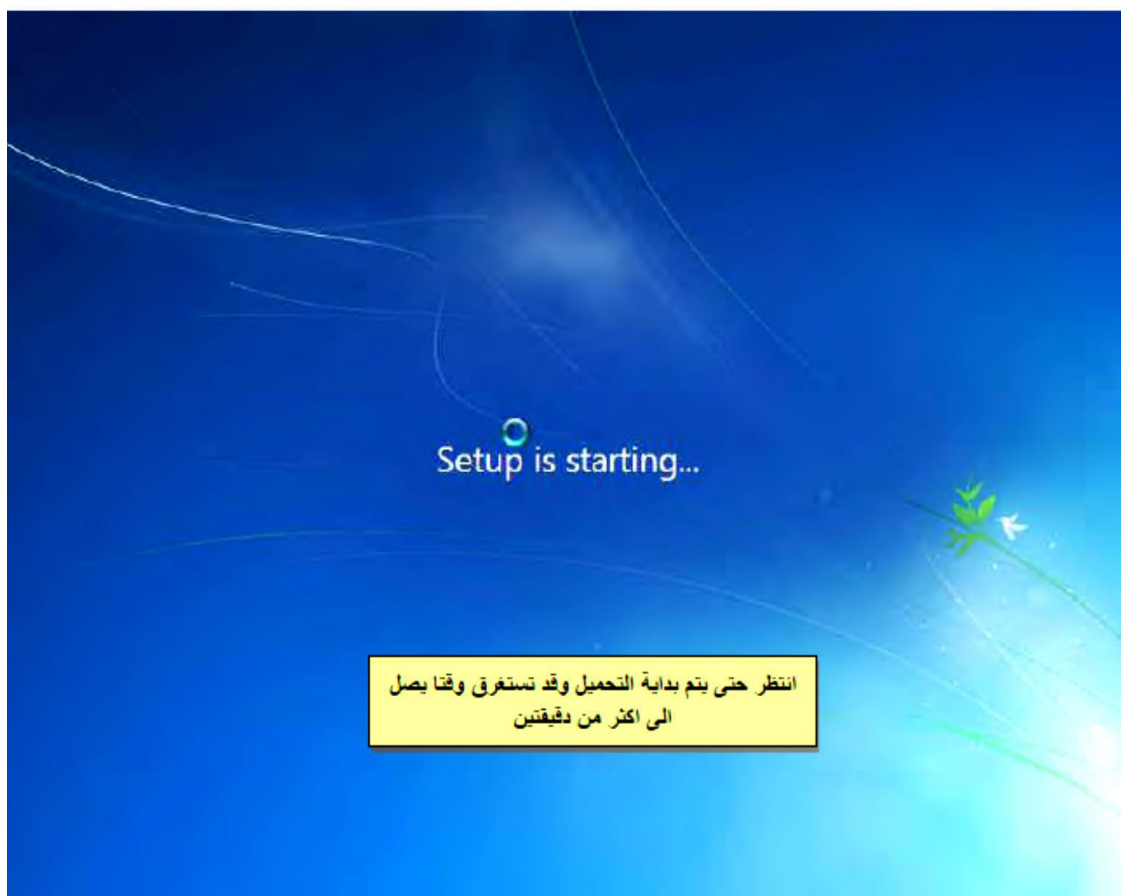 Setup is starting...
انتظر حتى يتم بداية التحميل وقد تستغرق وقتا يصل
الى اكثر من دقيقتين